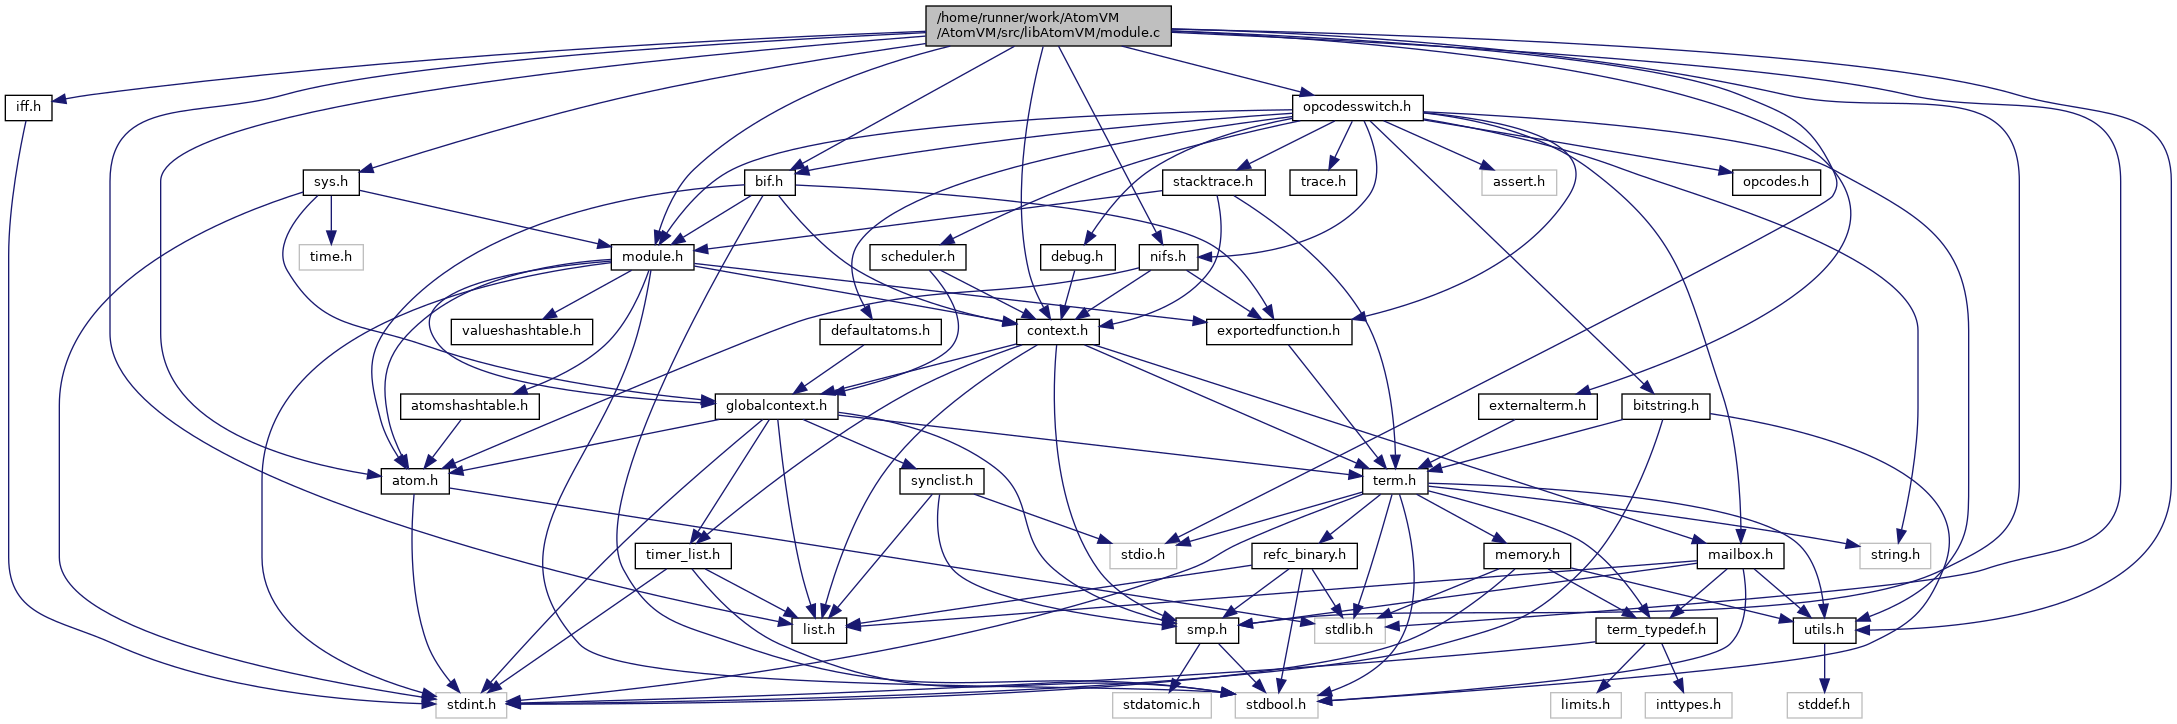 /home/runner/work/AtomVM
/AtomVM/src/libAtomVM/module.c
iff.h
opcodesswitch.h
sys.h
bif.h
stacktrace.h
trace.h
assert.h
opcodes.h
time.h
module.h
scheduler.h
debug.h
nifs.h
valueshashtable.h
defaultatoms.h
context.h
exportedfunction.h
atomshashtable.h
globalcontext.h
externalterm.h
bitstring.h
atom.h
synclist.h
term.h
timer_list.h
stdio.h
refc_binary.h
memory.h
mailbox.h
string.h
list.h
smp.h
stdlib.h
term_typedef.h
utils.h
stdint.h
stdatomic.h
stdbool.h
limits.h
inttypes.h
stddef.h